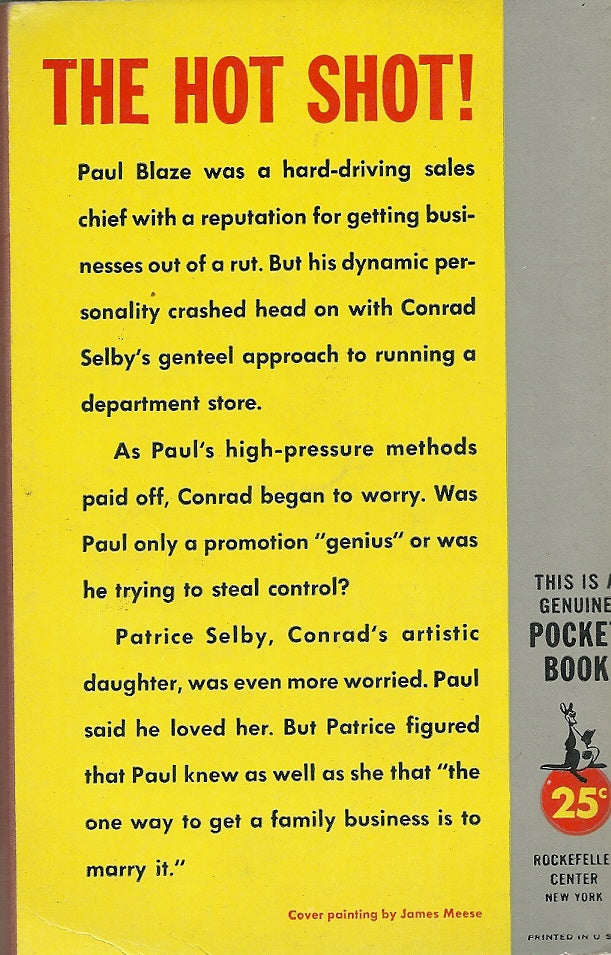 THE HOT SHOT!
Paul Blaze was a hard-driving sales
chief with a reputation for getting busi-
nesses out of a rut. But his dynamic per-
sonality crashed head on with Conrad
Selby's genteel approach to running a
department store.
As Paul's high-pressure methods
paid off, Conrad began to worry. Was
Paul only a promotion "genius" or was
he trying to steal control?
Patrice Selby, Conrad's artistic
daughter, was even more worried. Paul
said he loved her. But Patrice figured
that Paul knew as well as she that "the
one way to get a family business is to
marry it."
Cover painting by James Meese
THIS IS A
GENUINE
POCKET
BOOK
25¢
ROCKEFELLE
CENTER
NEW YORK
PRINTED IN U S